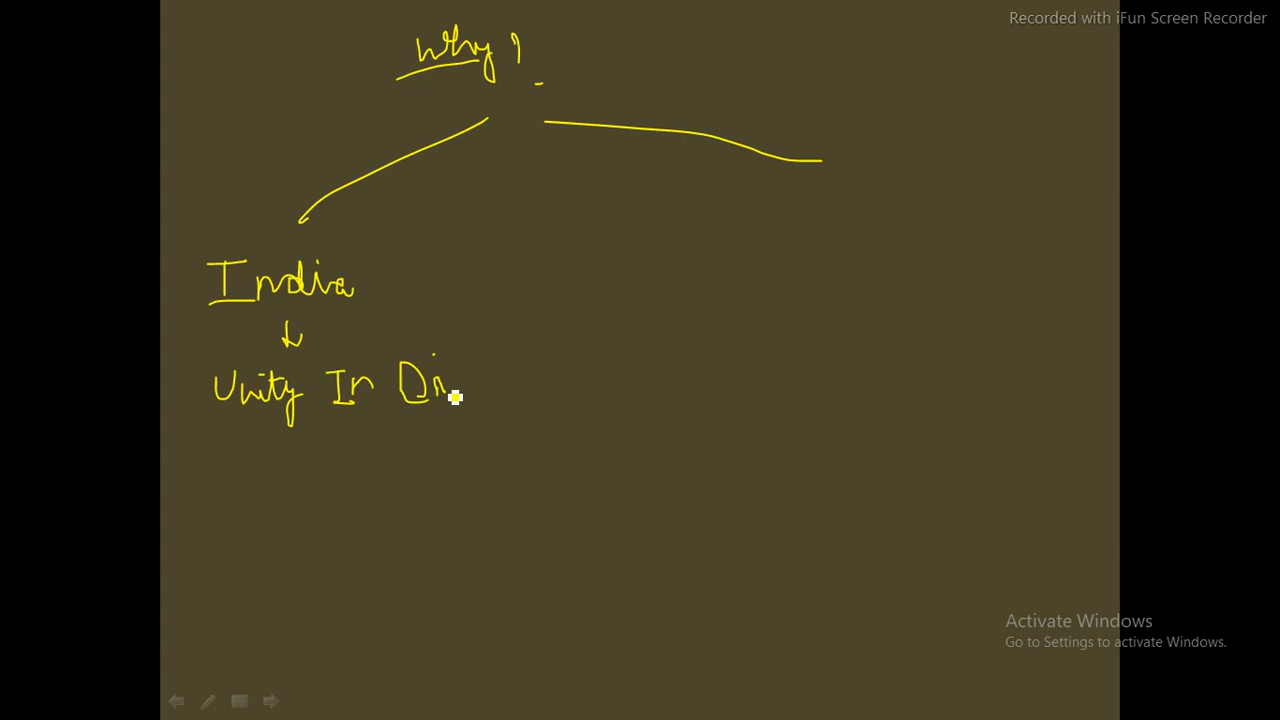 Recorded with iFun Screen Recorder
Why ?
India
Unity In Di
Activate Windows
Go to Settings to activate Windows.